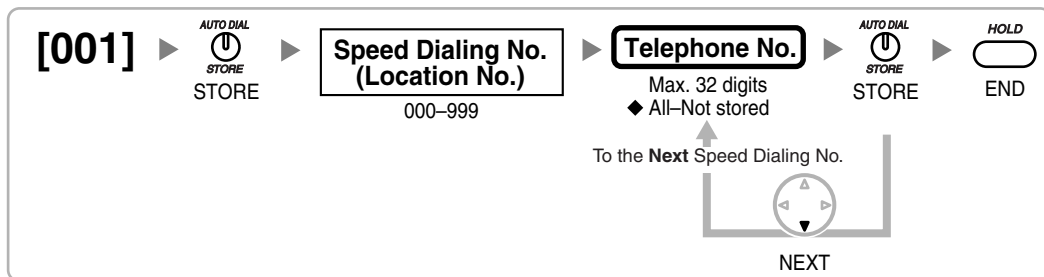 [001]
AUTO DIAL
STORE
STORE
Speed Dialing No.
(Location No.)
000–999
Telephone No.
Max. 32 digits
◆ All–Not stored
AUTO DIAL
STORE
STORE
HOLD
END
To the Next Speed Dialing No.
NEXT